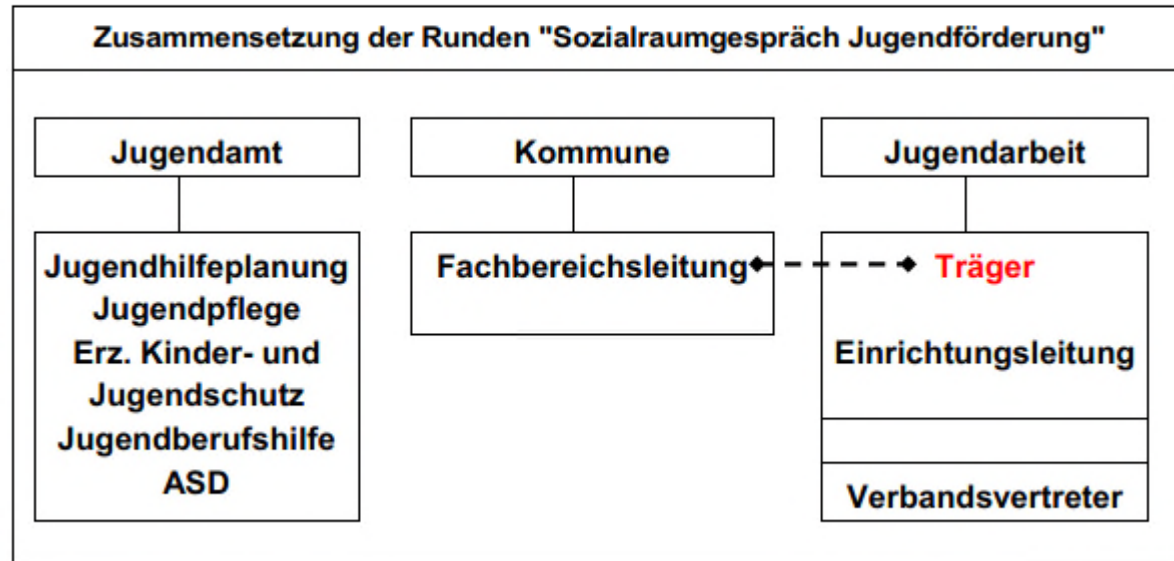 Zusammensetzung der Runden "Sozialraumgespräch Jugendförderung"
Jugendamt
Jugendhilfeplanung
Jugendpflege
Erz. Kinder- und
Jugendschutz
Jugendberufshilfe
ASD
Kommune
Fachbereichsleitung
Jugendarbeit
Träger
Einrichtungsleitung
Verbandsvertreter